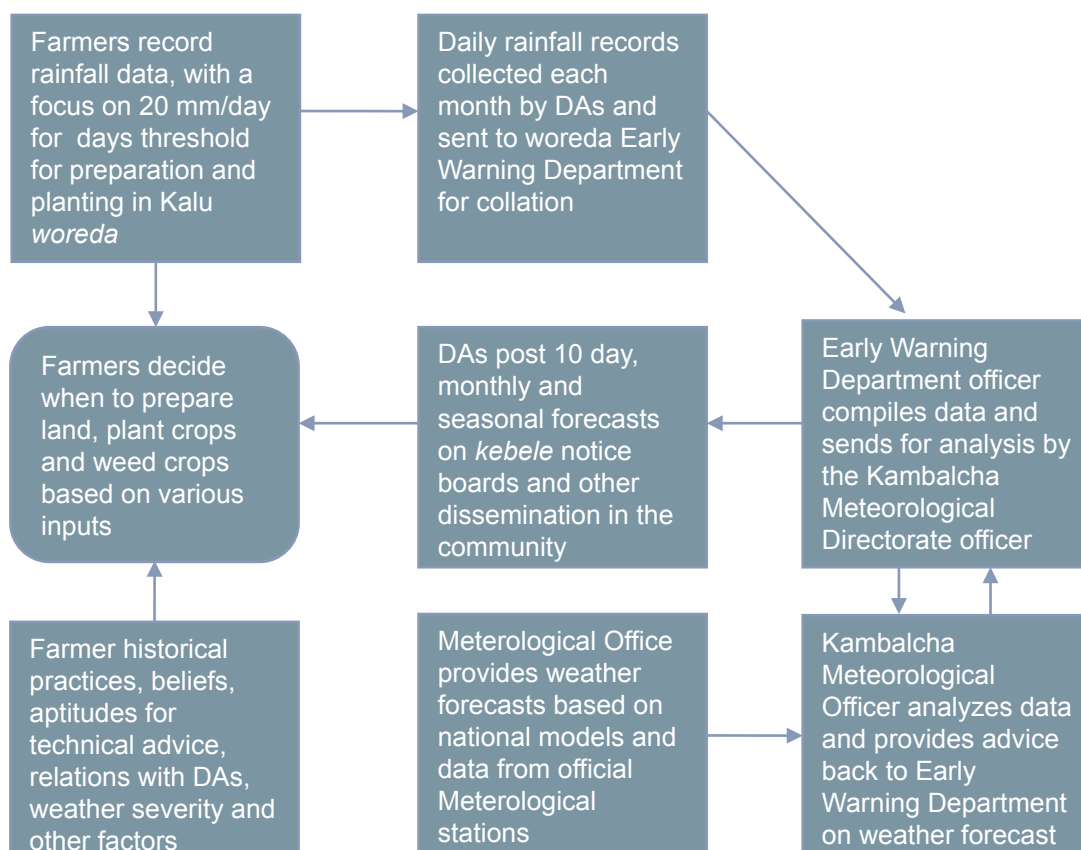 Farmers record
rainfall data, with a
focus on 20 mm/day
for  days threshold
for preparation and
planting in Kalu
woreda
Daily rainfall records
collected each
month by DAs and
sent to woreda Early
Warning Department
for collation
Farmers decide
when to prepare
land, plant crops
and weed crops
based on various
inputs
DAs post 10 day,
monthly and
seasonal forecasts
on kebele notice
boards and other
dissemination in the
community
Early Warning
Department officer
compiles data and
sends for analysis by
the Kambalcha
Meteorological
Directorate officer
Farmer historical
practices, beliefs,
aptitudes for
technical advice,
relations with DAs,
weather severity and
other factors
Meterological Office
provides weather
forecasts based on
national models and
data from official
Meterological
stations
Kambalcha
Meteorological
Officer analyzes data
and provides advice
back to Early
Warning Department
on weather forecast